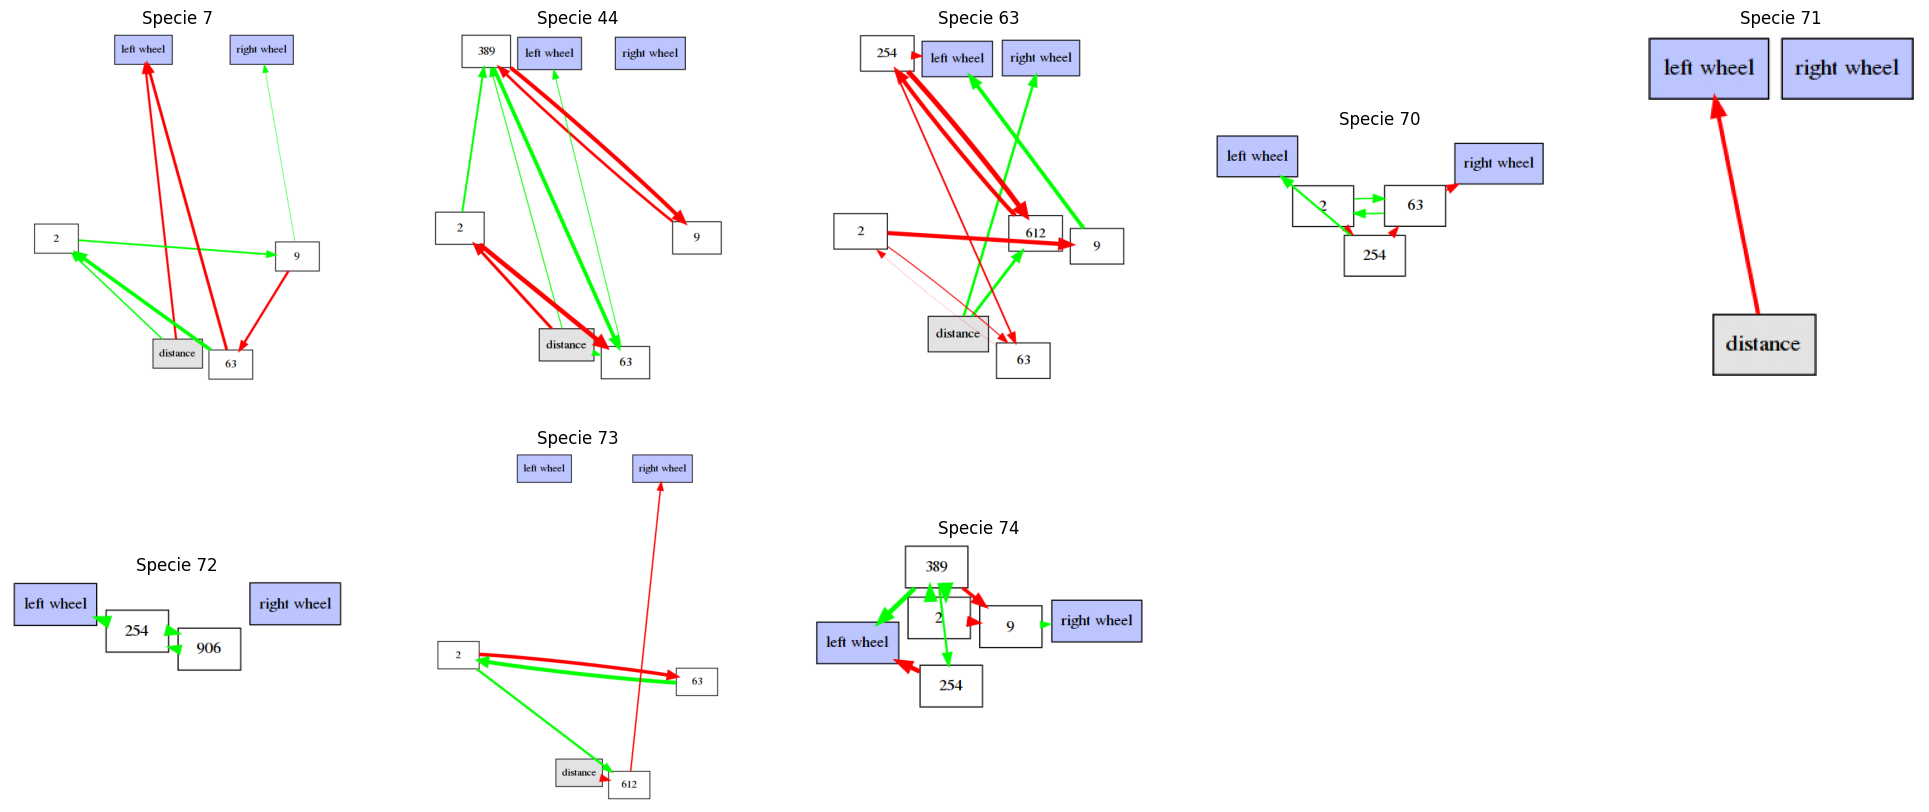 Specie 7
left wheel
right wheel
2
9
distance
63
Specie 44
389
left wheel
right wheel
2
9
distance
63
Specie 63
254
left wheel
right wheel
2
612
9
distance
63
Specie 70
left wheel
right wheel
2
63
254
Specie 71
left wheel
right wheel
distance
Specie 72
left wheel
right wheel
254
906
Specie 73
left wheel
right wheel
2
63
distance
612
Specie 74
389
2
9
right wheel
left wheel
254